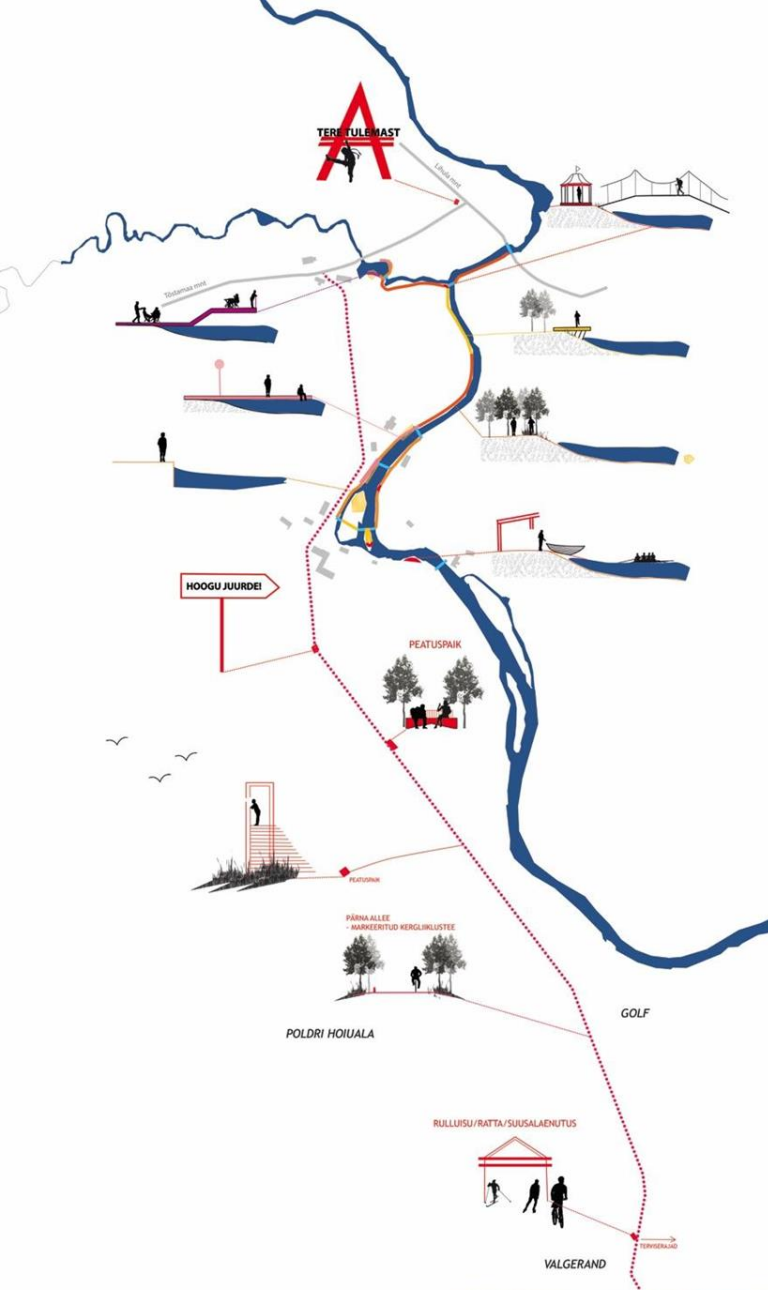 TERE TULEMAST
Lihula mnt
Tõstamaa mnt
HOOGU JUURDE!
PEATUSPAIK
PEATUSPAIK
PÄRNA ALLEE
- MARKEERITUD KERGLIIKLUSTEE
GOLF
POLDRI HOIUALA
RULLUISU/RATTA/SUUSALAENUTUS
TERVISERAJAD
VALGERAND